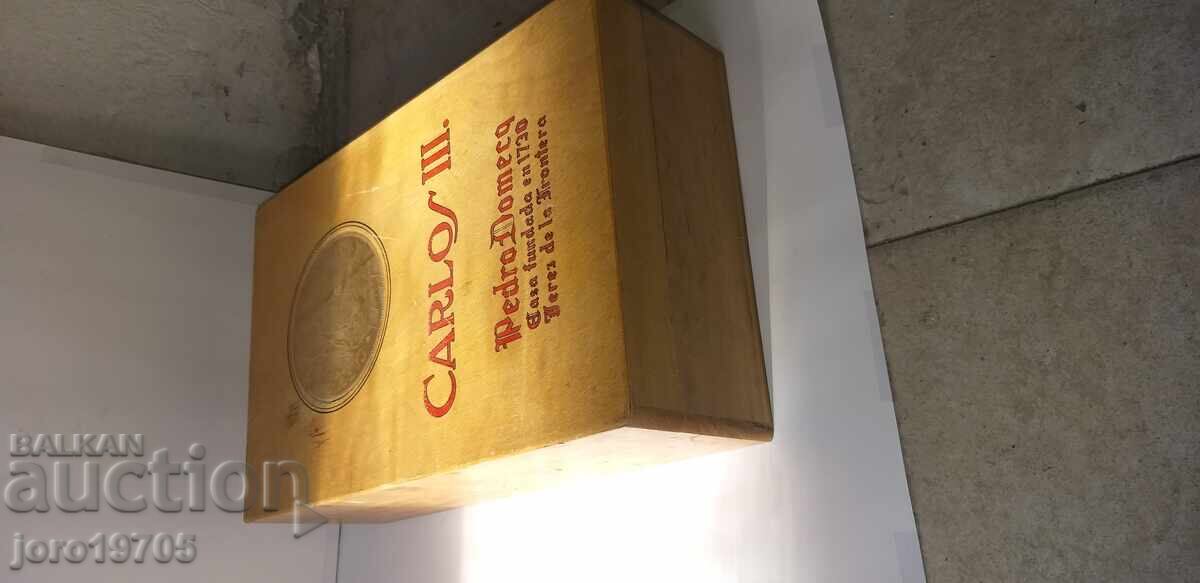 CARLOS III.
Pedro Domecq
Casa fundada en 1730
Jerez de la Frontera
BALKAN
auction
joro19705